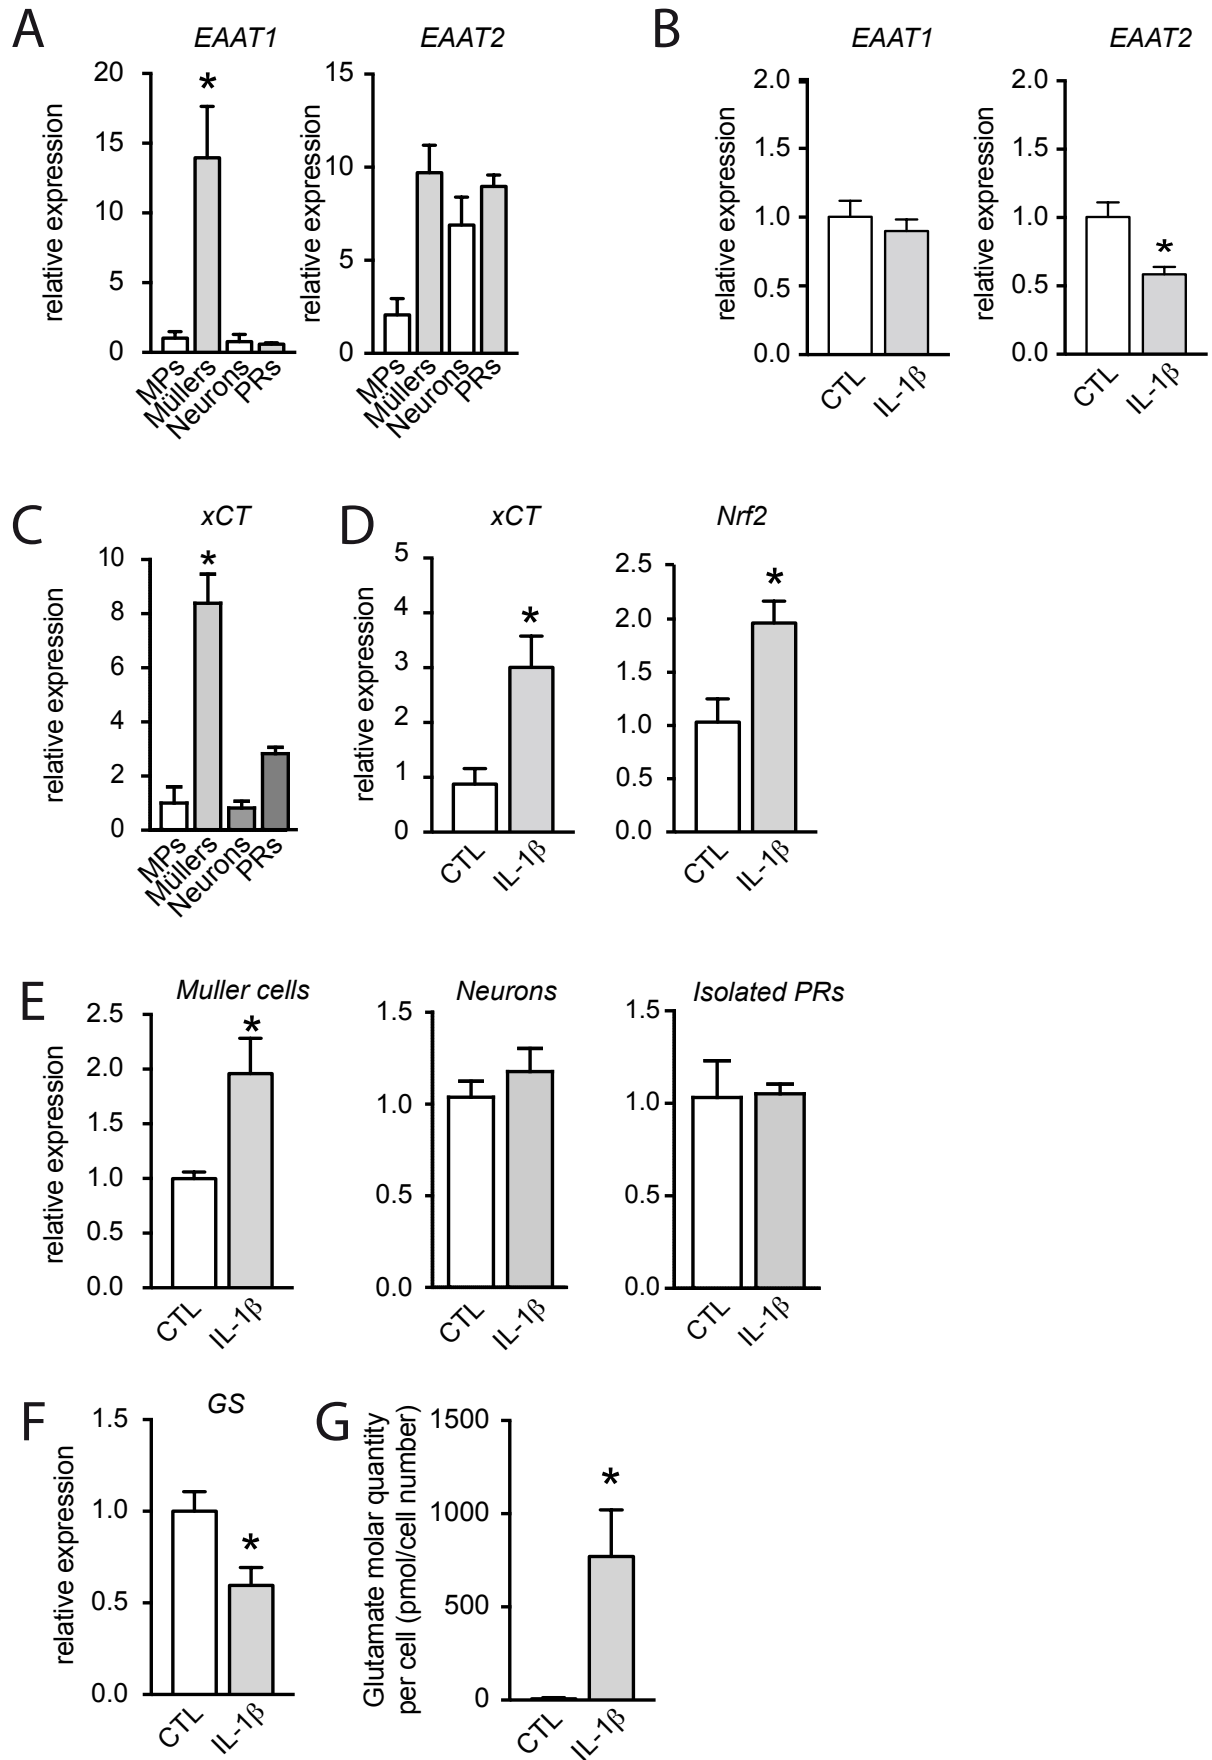 A
EAAT1
EAAT2
relative expression
20
15
10
5
0
*
MPs
Müllers
Neurons
PRs
relative expression
15
10
5
0
MPs
Müllers
Neurons
PRs
B
EAAT1
EAAT2
relative expression
2.0
1.5
1.0
0.5
0.0
CTL
IL-1β
relative expression
2.0
1.5
1.0
0.5
0.0
*
CTL
IL-1β
C
xCT
relative expression
10
8
6
4
2
0
*
MPs
Müllers
Neurons
PRs
D
xCT
Nrf2
relative expression
5
4
3
2
1
0
*
CTL
IL-1β
2.5
2.0
1.5
1.0
0.5
0.0
*
CTL
IL-1β
E
Muller cells
Neurons
Isolated PRs
relative expression
2.5
2.0
1.5
1.0
0.5
0.0
*
CTL
IL-1β
1.5
1.0
0.5
0.0
CTL
IL-1β
1.5
1.0
0.5
0.0
CTL
IL-1β
F
GS
relative expression
1.5
1.0
0.5
0.0
*
CTL
IL-1β
G
Glutamate molar quantity
per cell (pmol/cell number)
1500
1000
500
0
*
CTL
IL-1β